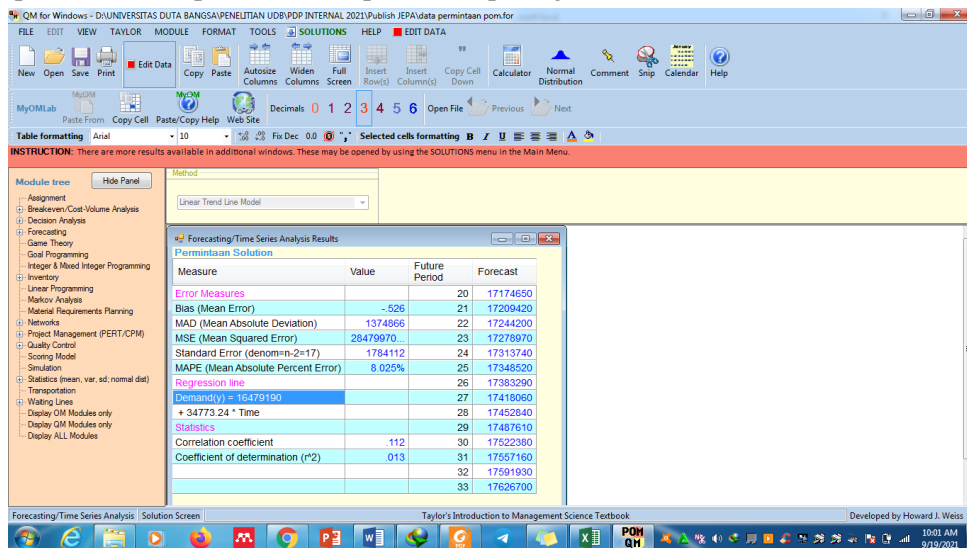 QM for Windows - D:\UNIVERSITAS DUTA BANGSA\PENELITIAN UDB\PDP INTERNAL 2021\Publish JEPA\data permintaan pom.for
FILE EDIT VIEW TAYLOR MODULE FORMAT TOOLS SOLUTIONS HELP EDIT DATA
New Open Save Print Edit Data Copy Paste Autosize Columns Widen Columns Full Screen Insert Row(s) Insert Column(s) Copy Cell Down Calculator Normal Distribution Comment Snip Calendar Help
MyOMLab MyOM Paste From Copy Cell MyOM Paste/Copy Help Web Site Decimals 0 1 2 3 4 5 6 Open File Previous Next
Table formatting Arial 10 Fix Dec 0.0 Selected cells formatting B I U A
INSTRUCTION: There are more results available in additional windows. These may be opened by using the SOLUTIONS menu in the Main Menu.
Module tree Hide Panel
Assignment
Breakeven/Cost-Volume Analysis
Decision Analysis
Forecasting
Game Theory
Goal Programming
Integer & Mixed Integer Programming
Inventory
Linear Programming
Markov Analysis
Material Requirements Planning
Networks
Project Management (PERT/CPM)
Quality Control
Scoring Model
Simulation
Statistics (mean, var, sd; normal dist)
Transportation
Waiting Lines
Display OM Modules only
Display QM Modules only
Display ALL Modules
Method
Linear Trend Line Model
Forecasting/Time Series Analysis Results
Permintaan Solution
Measure Value Future Period Forecast
Error Measures 20 17174650
Bias (Mean Error) -.526 21 17209420
MAD (Mean Absolute Deviation) 1374866 22 17244200
MSE (Mean Squared Error) 28479970... 23 17278970
Standard Error (denom=n-2=17) 1784112 24 17313740
MAPE (Mean Absolute Percent Error) 8.025% 25 17348520
Regression line 26 17383290
Demand(y) = 16479190 27 17418060
+ 34773.24 * Time 28 17452840
Statistics 29 17487610
Correlation coefficient .112 30 17522380
Coefficient of determination (r^2) .013 31 17557160
32 17591930
33 17626700
Forecasting/Time Series Analysis Solution Screen Taylor's Introduction to Management Science Textbook Developed by Howard J. Weiss
POM QM 10:01 AM
9/19/2021